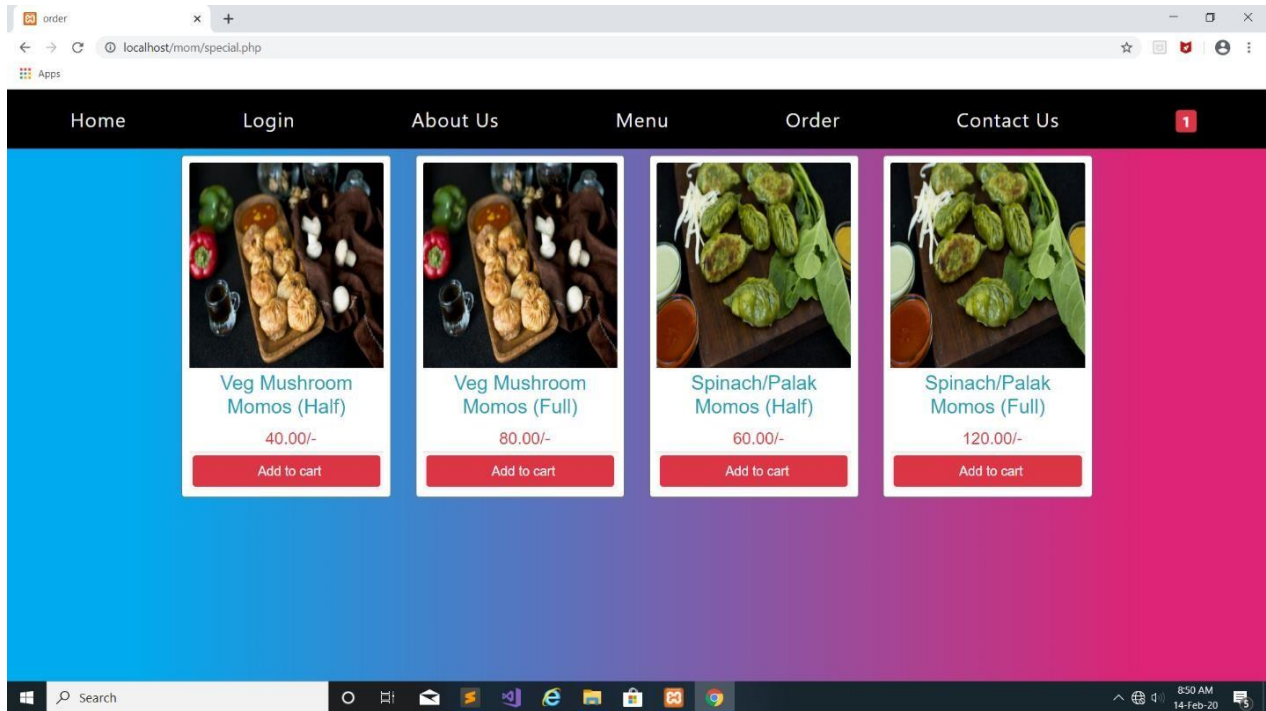 order
localhost/mom/special.php
Apps
Home Login About Us Menu Order Contact Us 1
Veg Mushroom
Momos (Half)
40.00/-
Add to cart
Veg Mushroom
Momos (Full)
80.00/-
Add to cart
Spinach/Palak
Momos (Half)
60.00/-
Add to cart
Spinach/Palak
Momos (Full)
120.00/-
Add to cart
Search
8:50 AM
14-Feb-20
5